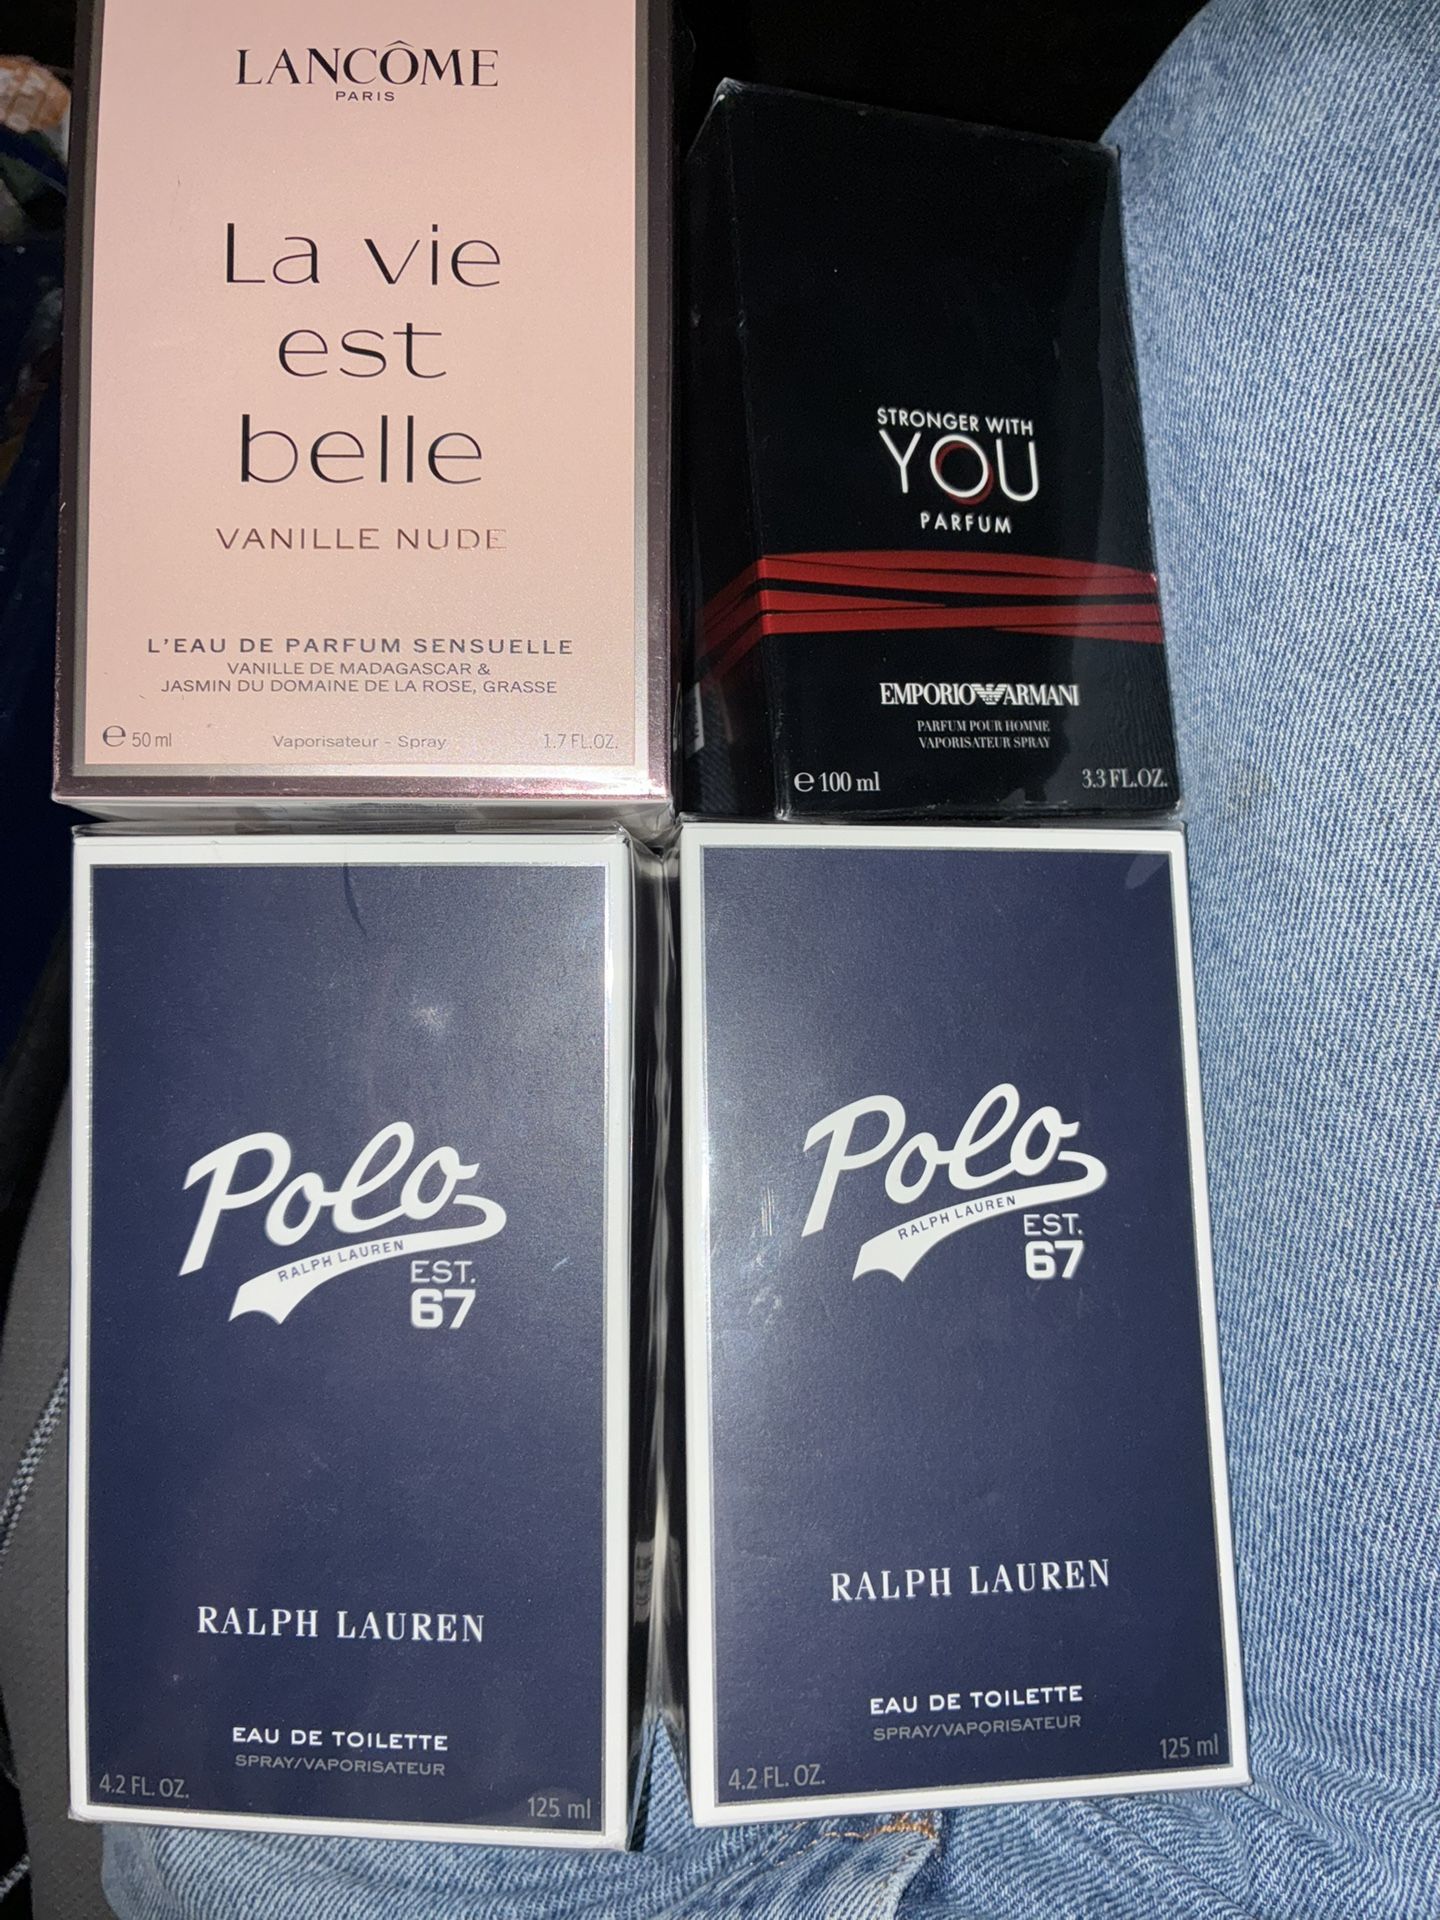 LANCÔME
PARIS
La vie
est
belle
VANILLE NUDE
L'EAU DE PARFUM SENSUELLE
VANILLE DE MADAGASCAR &
JASMIN DU DOMAINE DE LA ROSE, GRASSE
℮ 50 ml
Vaporisateur - Spray
1.7 FL.OZ.
STRONGER WITH
YOU
PARFUM
EMPORIO ARMANI
PARFUM POUR HOMME
VAPORISATEUR SPRAY
℮ 100 ml
3.3 FL.OZ.
Polo
RALPH LAUREN
EST.
67
RALPH LAUREN
EAU DE TOILETTE
SPRAY/VAPORISATEUR
4.2 FL. OZ.
125 ml
Polo
RALPH LAUREN
EST.
67
RALPH LAUREN
EAU DE TOILETTE
SPRAY/VAPORISATEUR
4.2 FL. OZ.
125 ml